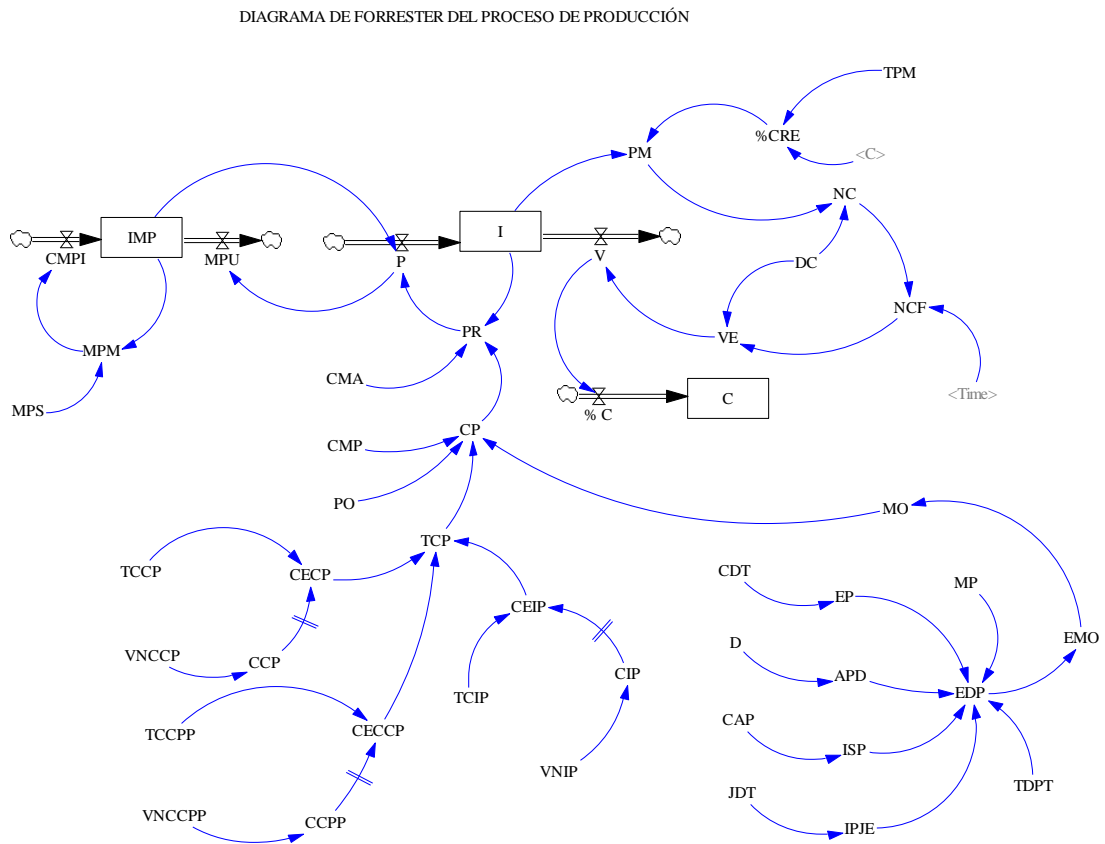 DIAGRAMA DE FORRESTER DEL PROCESO DE PRODUCCIÓN
TPM
%CRE
PM
<C>
NC
IMP
I
CMPI
MPU
P
V
DC
NCF
PR
VE
MPM
CMA
<Time>
MPS
% C
C
CP
CMP
PO
MO
TCP
TCCP
CECP
CDT
EP
MP
CEIP
EMO
D
VNCCP
CCP
CIP
APD
EDP
TCIP
CAP
TCCPP
CECCP
ISP
VNIP
TDPT
JDT
VNCCPP
CCPP
IPJE